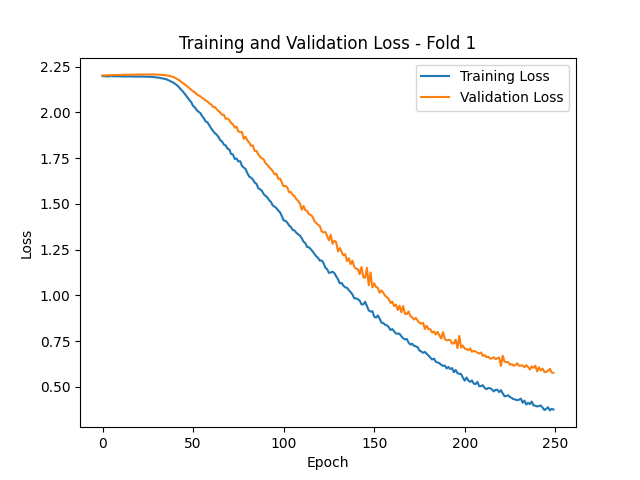 Training and Validation Loss - Fold 1
Training Loss
Validation Loss
Loss
2.25
2.00
1.75
1.50
1.25
1.00
0.75
0.50
0
50
100
150
200
250
Epoch